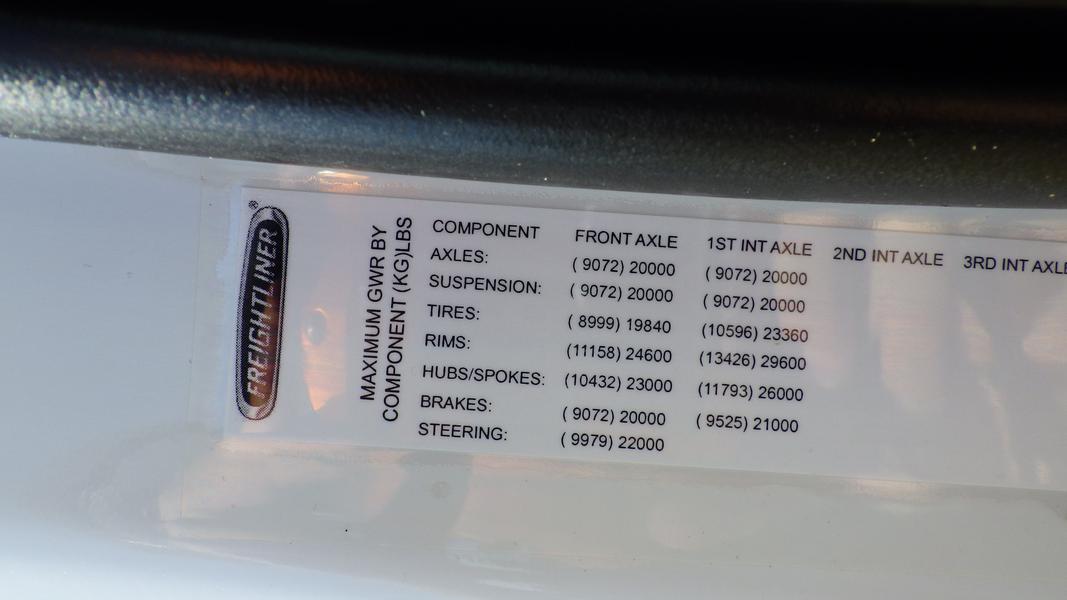 FREIGHTLINER®
MAXIMUM GWR BY
COMPONENT (KG)LBS
COMPONENT FRONT AXLE 1ST INT AXLE 2ND INT AXLE 3RD INT AXLE
AXLES: ( 9072) 20000 ( 9072) 20000
SUSPENSION: ( 9072) 20000 ( 9072) 20000
TIRES: ( 8999) 19840 (10596) 23360
RIMS: (11158) 24600 (13426) 29600
HUBS/SPOKES: (10432) 23000 (11793) 26000
BRAKES: ( 9072) 20000 ( 9525) 21000
STEERING: ( 9979) 22000